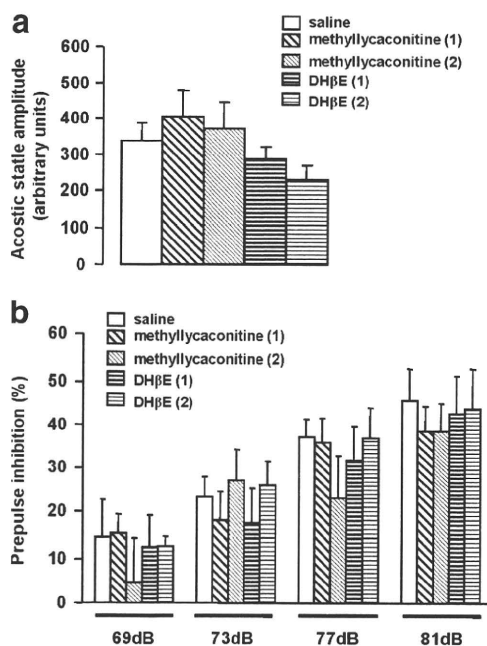 a
saline
methyllycaconitine (1)
methyllycaconitine (2)
DHβE (1)
DHβE (2)
Acostic statle amplitude
(arbitrary units)
600
500
400
300
300
100
0
b
saline
methyllycaconitine (1)
methyllycaconitine (2)
DHβE (1)
DHβE (2)
Prepulse inhibition (%)
60
50
40
30
20
10
0
69dB
73dB
77dB
81dB